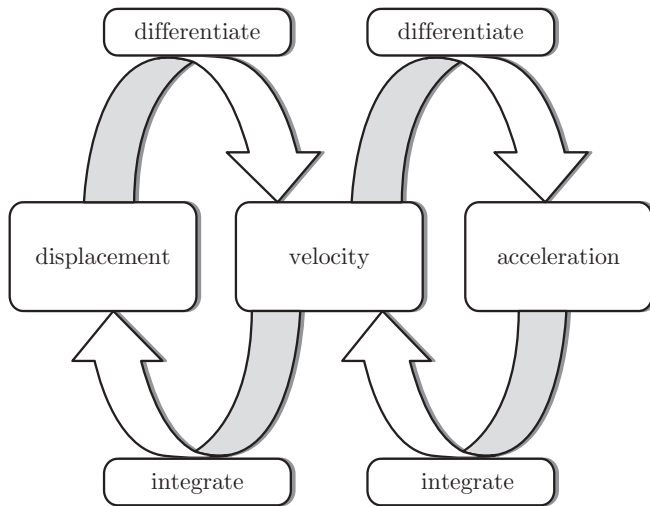 differentiate
differentiate
displacement
velocity
acceleration
integrate
integrate